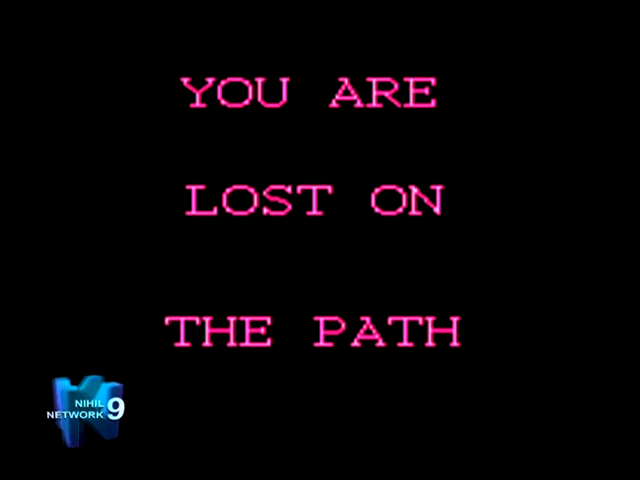 YOU ARE
LOST ON
THE PATH
NIHIL
NETWORK 9